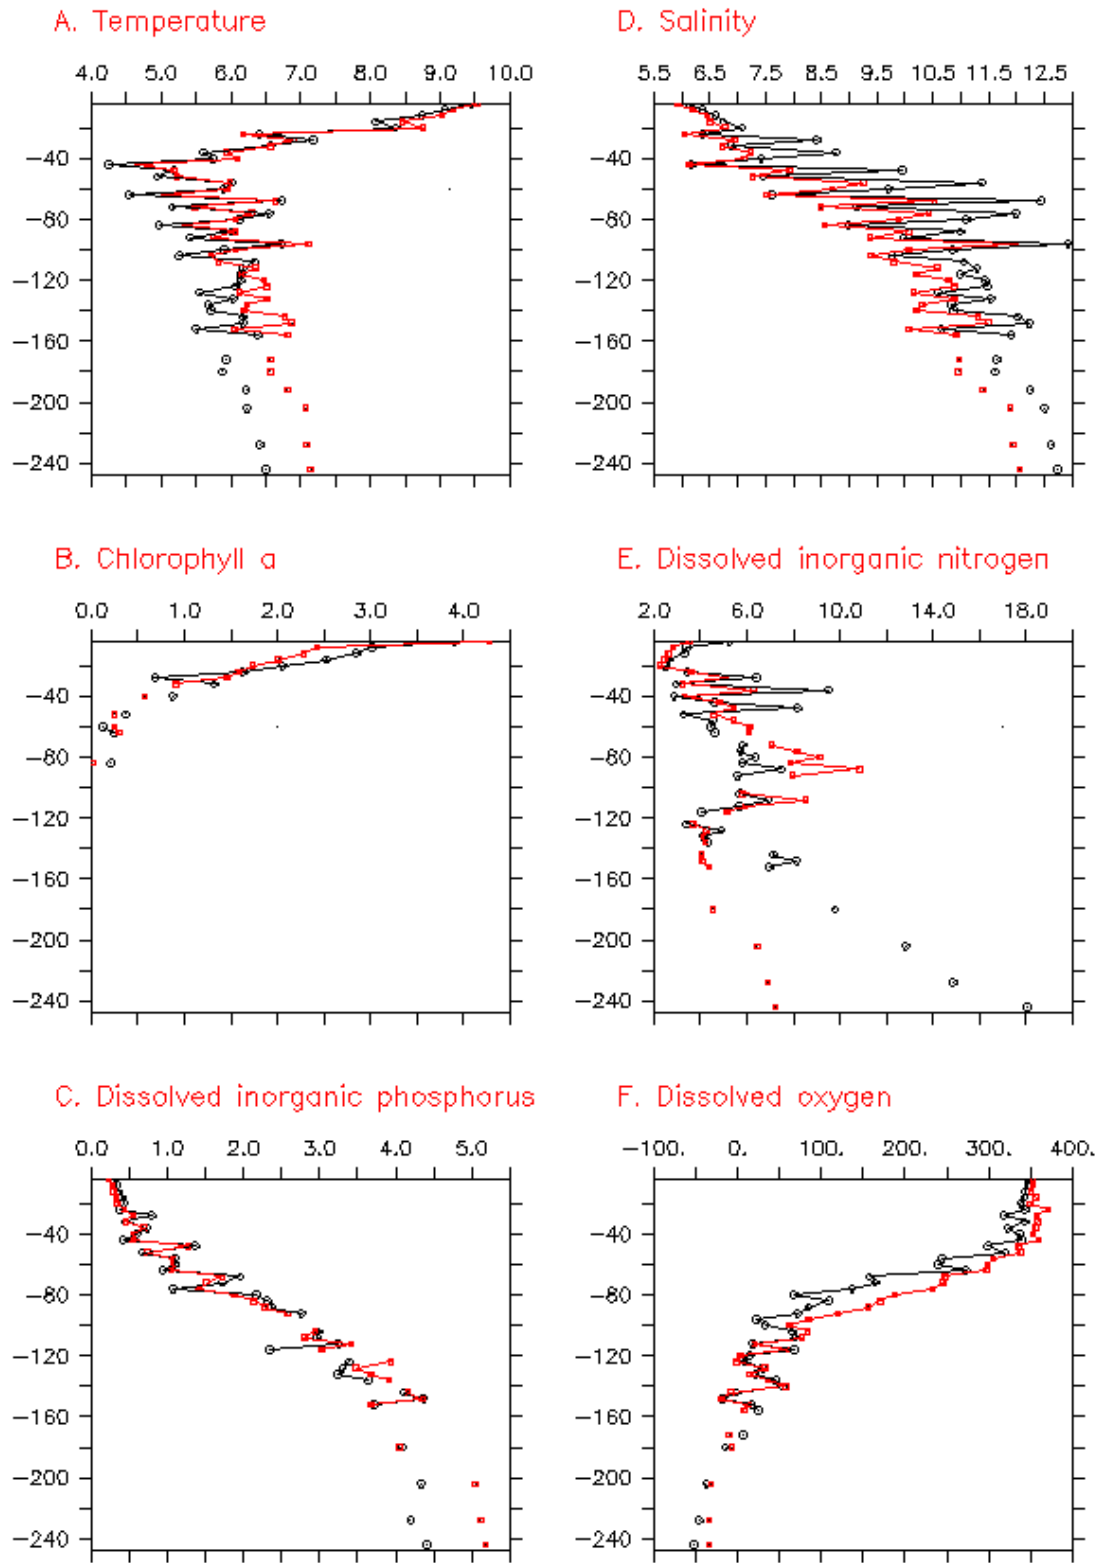 A. Temperature
D. Salinity
4.0 5.0 6.0 7.0 8.0 9.0 10.0
5.5 6.5 7.5 8.5 9.5 10.5 11.5 12.5
-40 -40
-80 -80
-120 -120
-160 -160
-200 -200
-240 -240
B. Chlorophyll a
E. Dissolved inorganic nitrogen
0.0 1.0 2.0 3.0 4.0
2.0 6.0 10.0 14.0 18.0
-40 -40
-80 -80
-120 -120
-160 -160
-200 -200
-240 -240
C. Dissolved inorganic phosphorus
F. Dissolved oxygen
0.0 1.0 2.0 3.0 4.0 5.0
-100. 0. 100. 200. 300. 400.
-40 -40
-80 -80
-120 -120
-160 -160
-200 -200
-240 -240